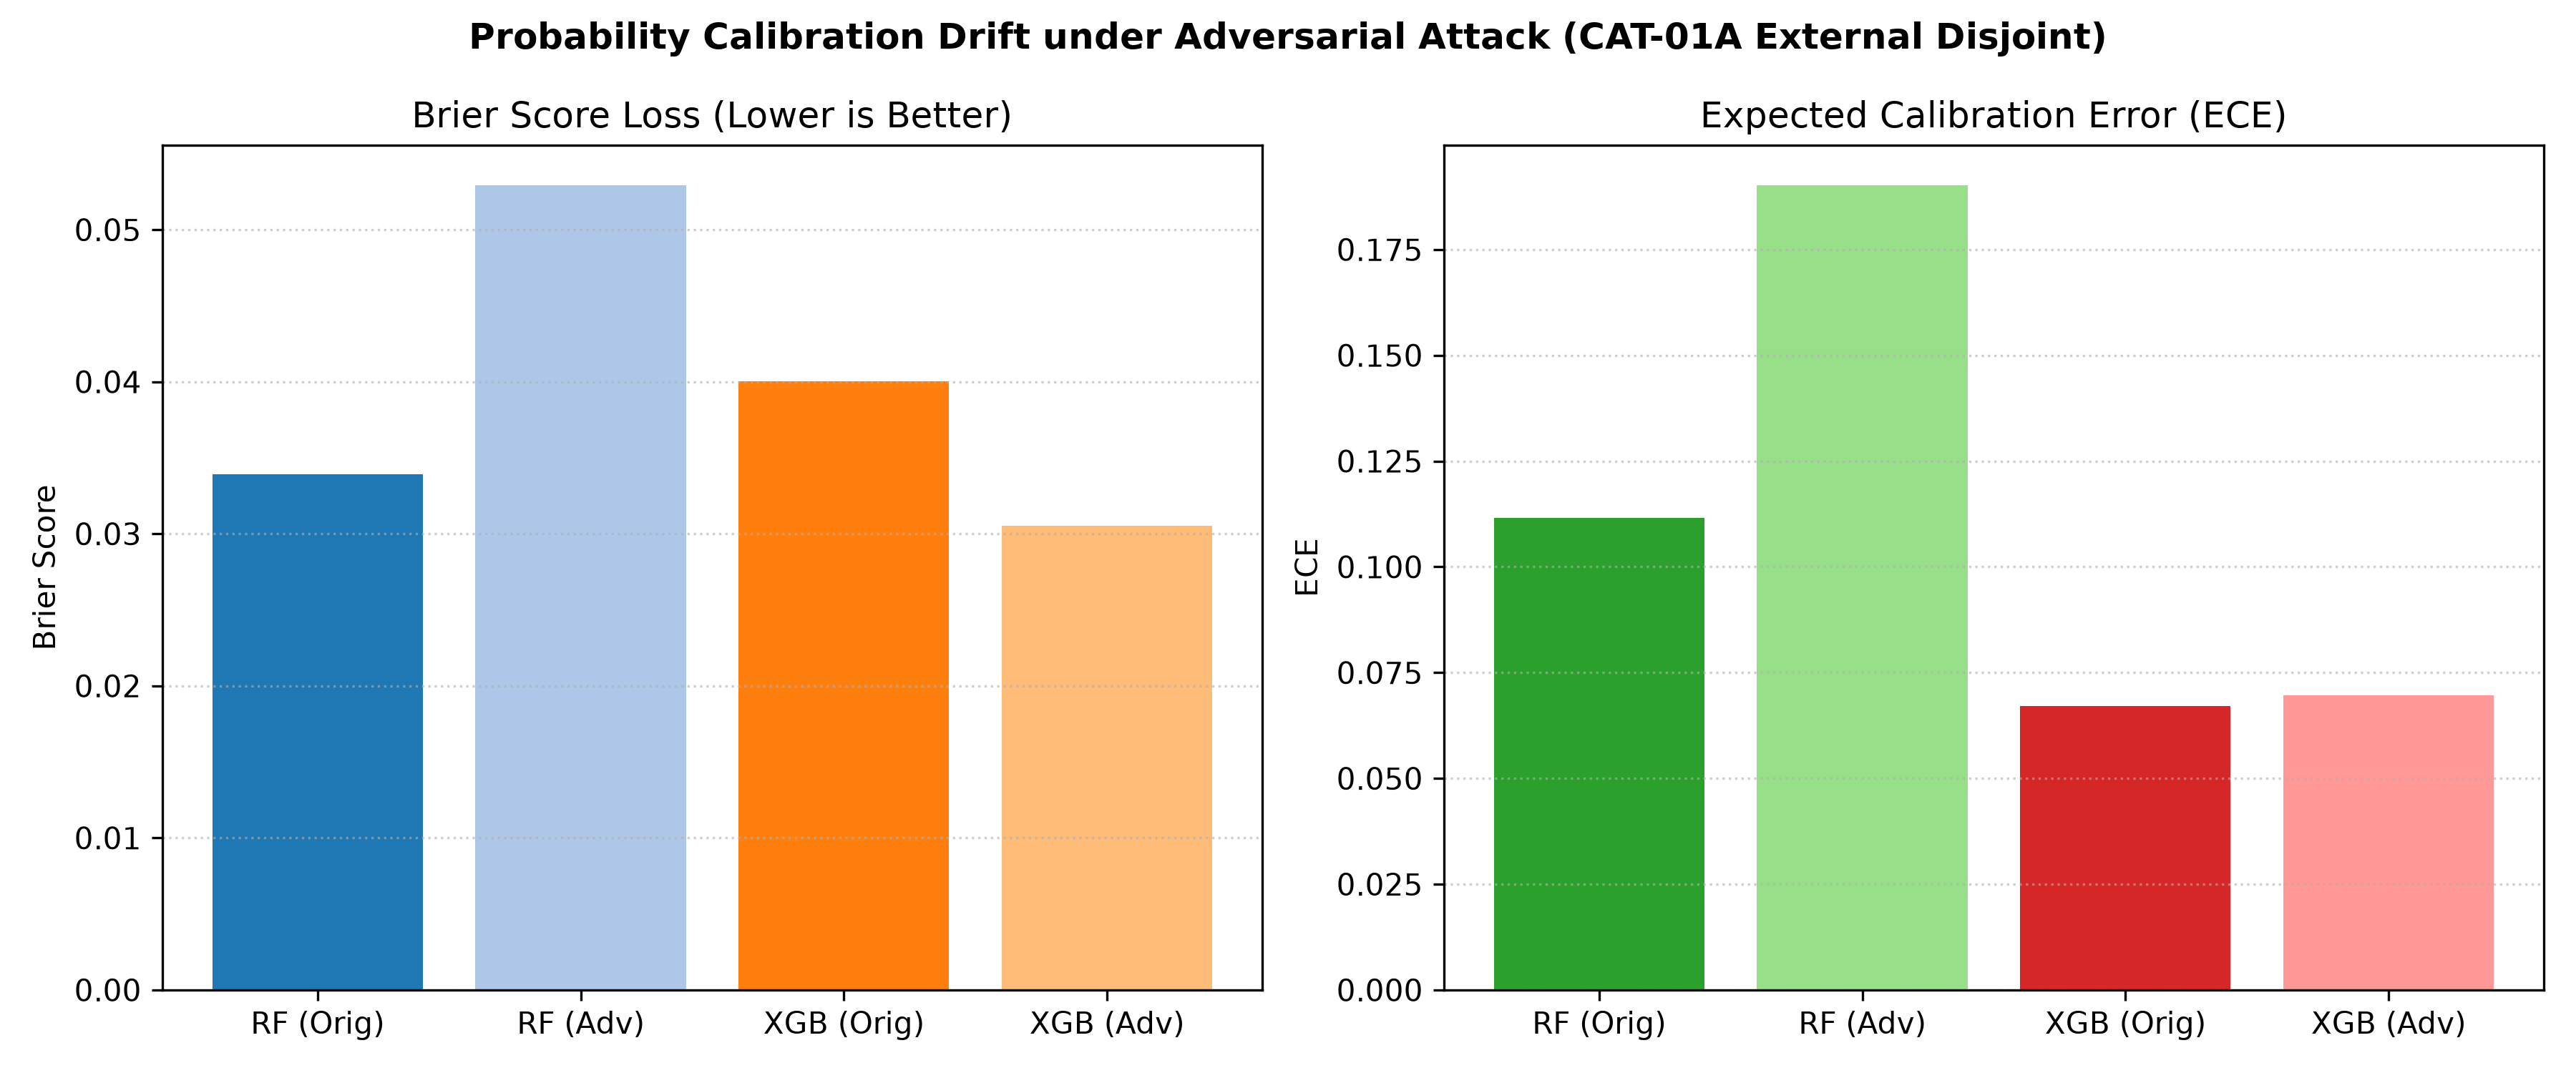 Probability Calibration Drift under Adversarial Attack (CAT-01A External Disjoint)
Brier Score Loss (Lower is Better)
Brier Score
0.05
0.04
0.03
0.02
0.01
0.00
RF (Orig)
RF (Adv)
XGB (Orig)
XGB (Adv)
Expected Calibration Error (ECE)
ECE
0.175
0.150
0.125
0.100
0.075
0.050
0.025
0.000
RF (Orig)
RF (Adv)
XGB (Orig)
XGB (Adv)